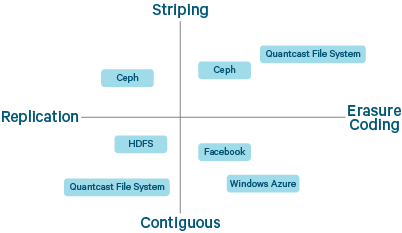 Striping
Quantcast File System
Ceph
Ceph
Replication
Erasure
Coding
HDFS
Facebook
Quantcast File System
Windows Azure
Contiguous